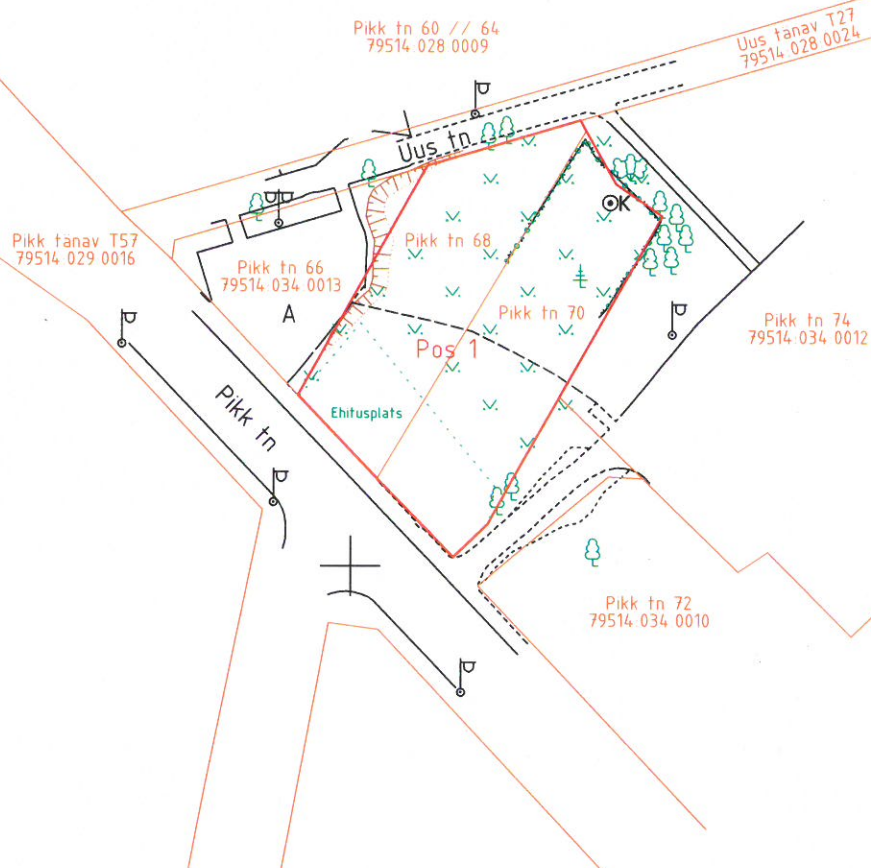 Pikk tn 60 // 64
79514 028 0009
Uus tänav T27
79514 028 0024
Uus tn
Pikk tänav T57
79514 029 0016
Pikk tn 66
79514 034 0013
A
Pikk tn 68
K
Pikk tn 70
Pikk tn 74
79514:034 0012
Pos 1
Ehitusplats
Pikk tn
Pikk tn 72
79514:034 0010